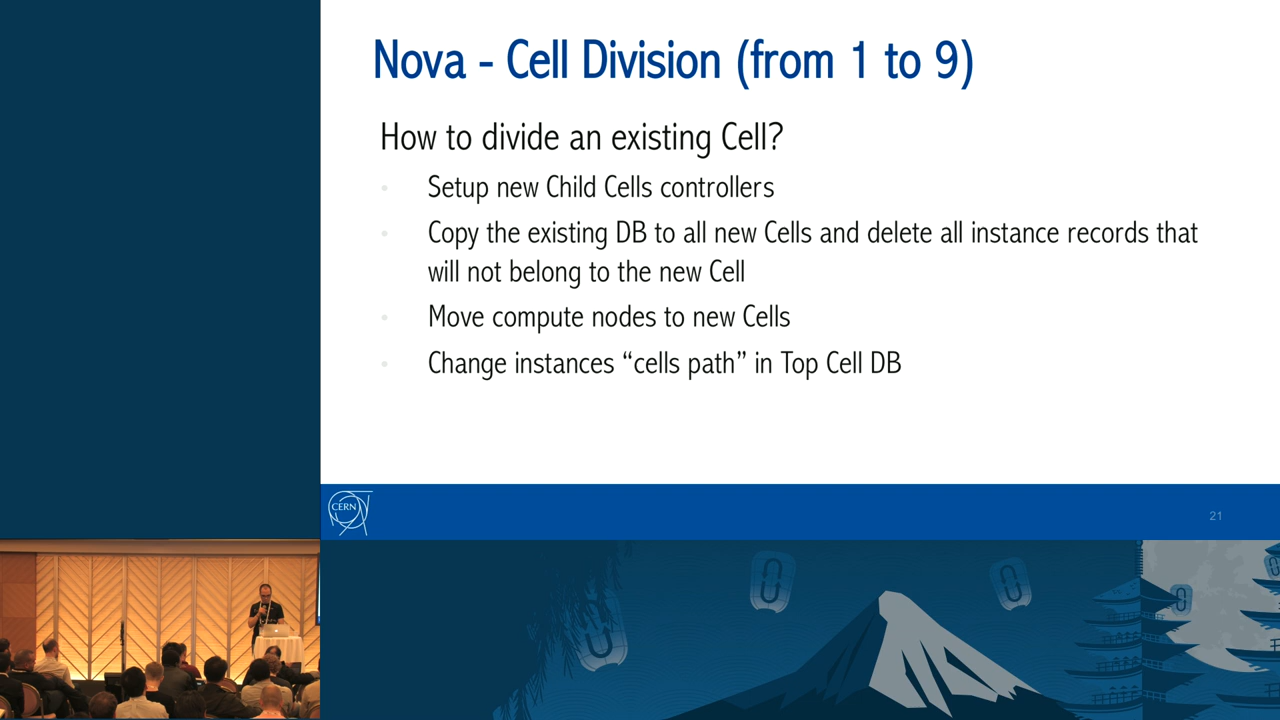 Nova - Cell Division (from 1 to 9)
How to divide an existing Cell?
Setup new Child Cells controllers
Copy the existing DB to all new Cells and delete all instance records that
will not belong to the new Cell
Move compute nodes to new Cells
Change instances “cells path” in Top Cell DB
CERN
21